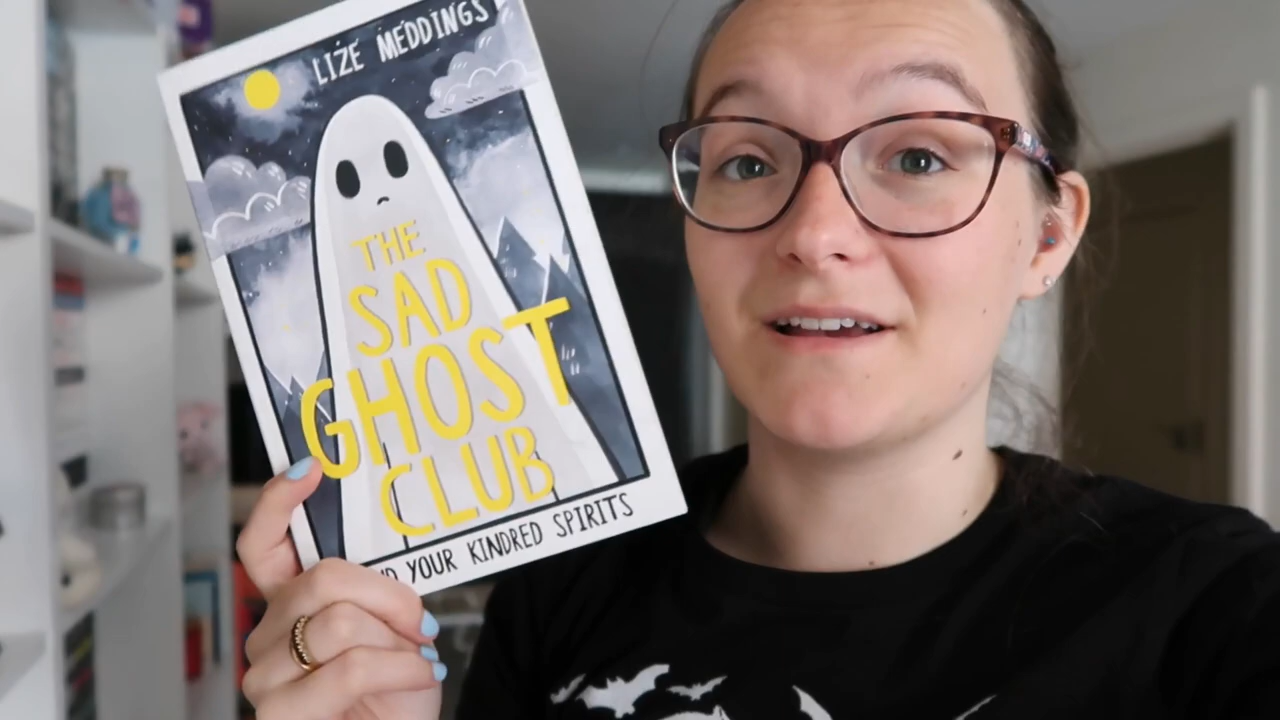 LIZE MEDDINGS
THE
SAD
GHOST
CLUB
YOUR KINDRED SPIRITS